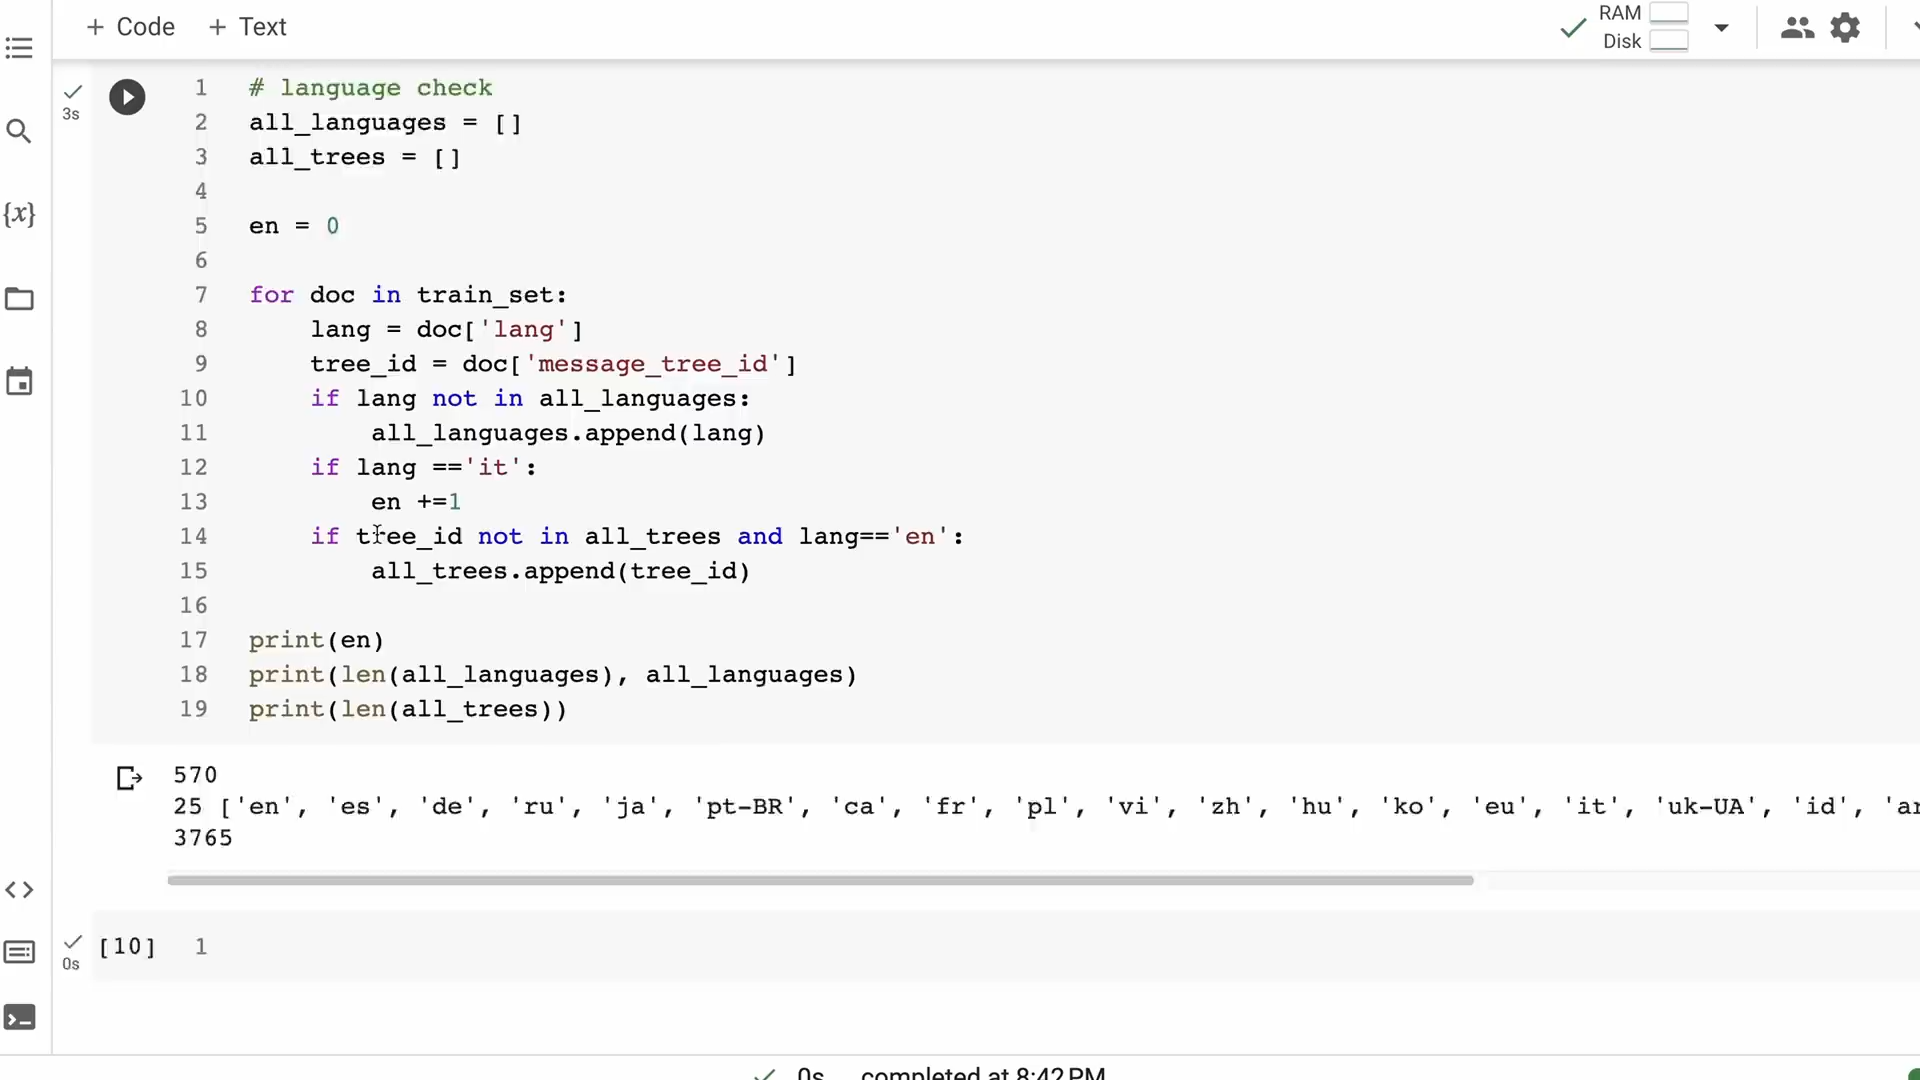 + Code + Text
RAM
Disk
3s
1 # language check
2 all_languages = []
3 all_trees = []
4
5 en = 0
6
7 for doc in train_set:
8 lang = doc['lang']
9 tree_id = doc['message_tree_id']
10 if lang not in all_languages:
11 all_languages.append(lang)
12 if lang =='it':
13 en +=1
14 if tree_id not in all_trees and lang=='en':
15 all_trees.append(tree_id)
16
17 print(en)
18 print(len(all_languages), all_languages)
19 print(len(all_trees))
{x}
570
25 ['en', 'es', 'de', 'ru', 'ja', 'pt-BR', 'ca', 'fr', 'pl', 'vi', 'zh', 'hu', 'ko', 'eu', 'it', 'uk-UA', 'id',
3765
[10] 1
0s
0s completed at 8:42 PM